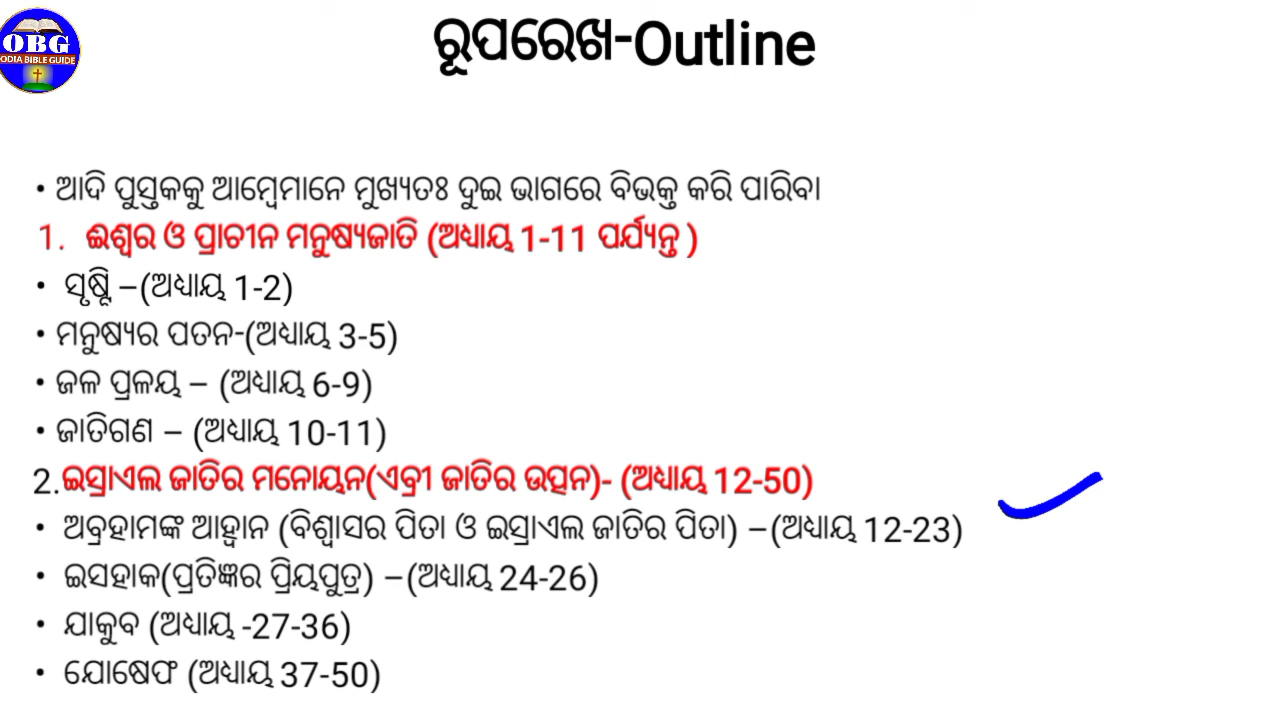 OBG
ODIA BIBLE GUIDE
ରୂପରେଖ-Outline
• ଆଦି ପୁସ୍ତକକୁ ଆମ୍ବେମାନେ ମୁଖ୍ୟତଃ ଦୁଇ ଭାଗରେ ବିଭକ୍ତ କରି ପାରିବା
1. ଈଶ୍ଵର ଓ ପ୍ରାଚୀନ ମନୁଷ୍ୟଜାତି (ଅଧ୍ୟାୟ 1-11 ପର୍ଯ୍ୟନ୍ତ )
• ସୃଷ୍ଟି –(ଅଧ୍ୟାୟ 1-2)
• ମନୁଷ୍ୟର ପତନ-(ଅଧ୍ୟାୟ 3-5)
• ଜଳ ପ୍ରଳୟ – (ଅଧ୍ୟାୟ 6-9)
• ଜାତିଗଣ – (ଅଧ୍ୟାୟ 10-11)
2.ଇସ୍ରାଏଲ ଜାତିର ମନୋୟନ(ଏବ୍ରୀ ଜାତିର ଉତ୍ପନ)- (ଅଧ୍ୟାୟ 12-50)
• ଅବ୍ରହାମଙ୍କ ଆହ୍ଵାନ (ବିଶ୍ଵାସର ପିତା ଓ ଇସ୍ରାଏଲ ଜାତିର ପିତା) –(ଅଧ୍ୟାୟ 12-23)
• ଇସହାକ(ପ୍ରତିଜ୍ଞର ପ୍ରିୟପୁତ୍ର) –(ଅଧ୍ୟାୟ 24-26)
• ଯାକୁବ (ଅଧ୍ୟାୟ -27-36)
• ଯୋଷେଫ (ଅଧ୍ୟାୟ 37-50)